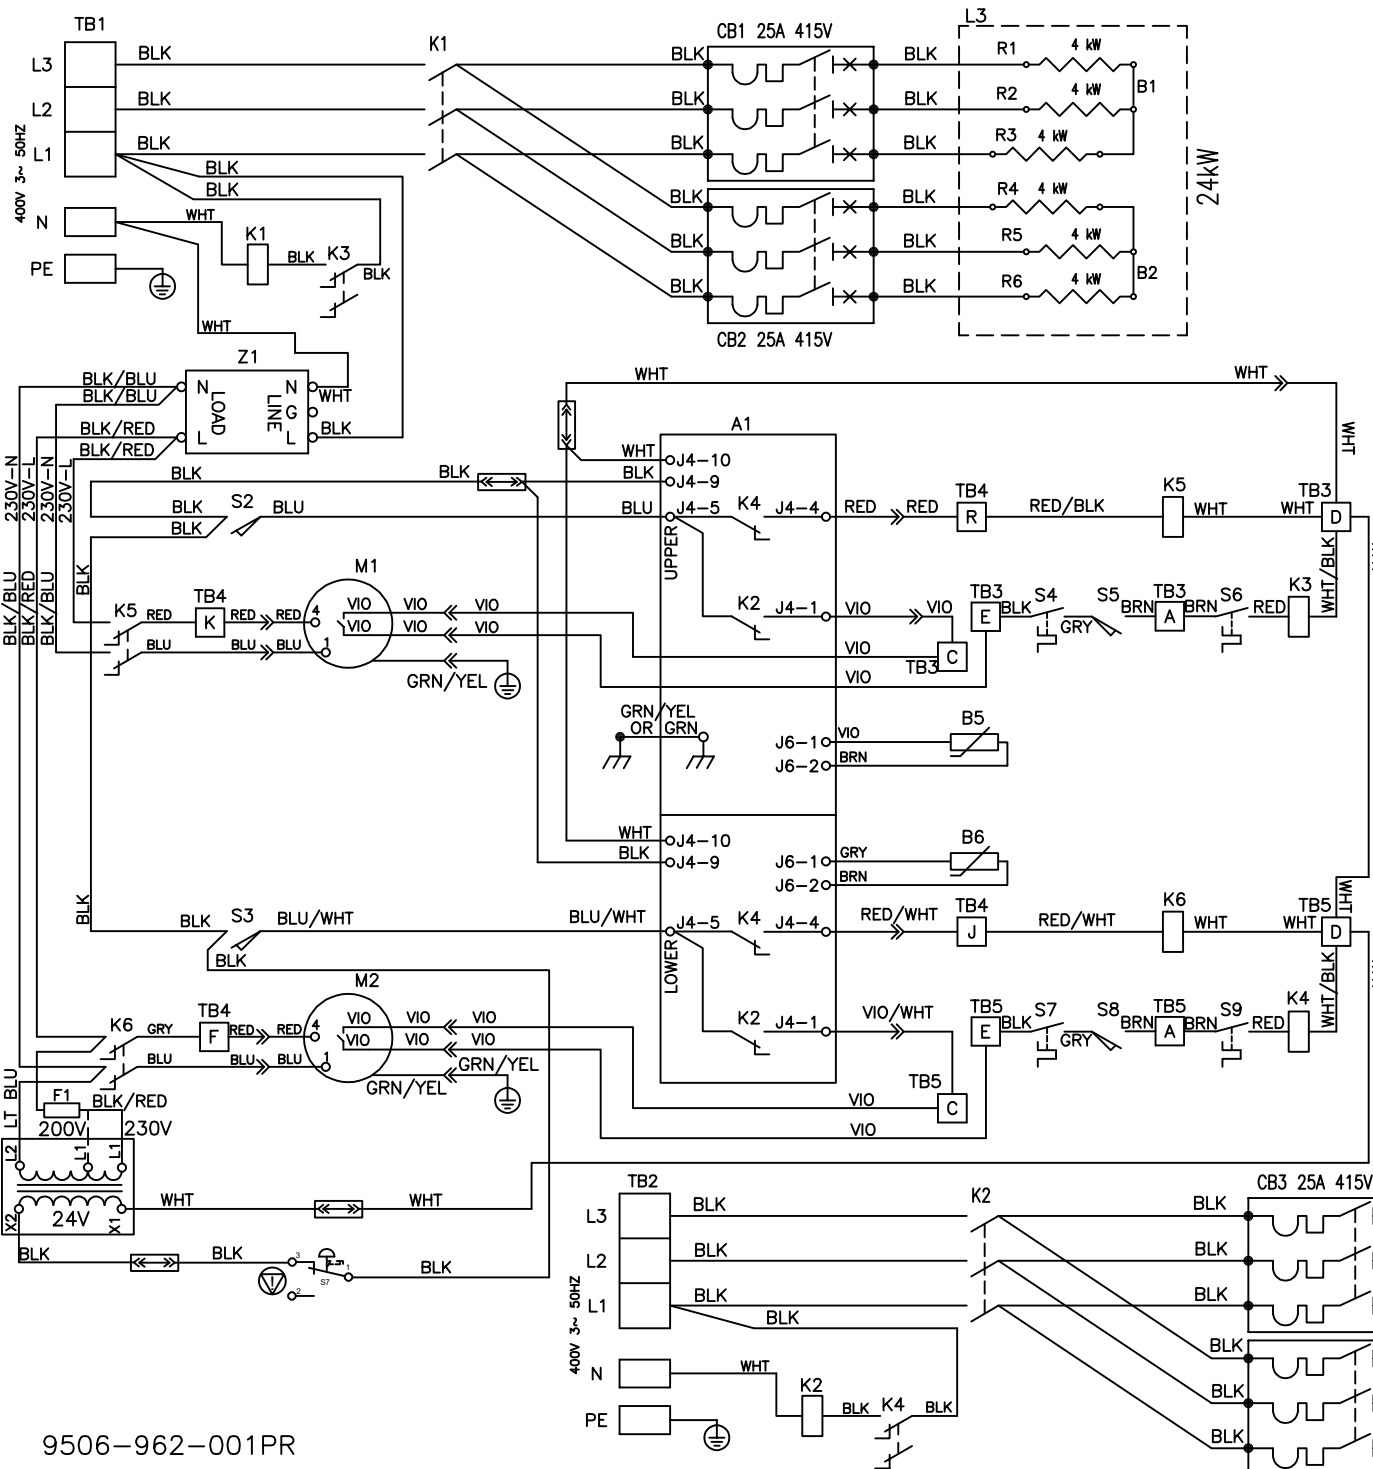 TB1
L3
L2
L1
N
PE
400V 3~ 50HZ
BLK
BLK
BLK
BLK
BLK
WHT
K1
BLK
K3
BLK
WHT
K1
CB1 25A 415V
BLK
BLK
BLK
BLK
BLK
BLK
CB2 25A 415V
BLK
BLK
BLK
BLK
BLK
BLK
L3
R1 4 kW
R2 4 kW
R3 4 kW
R4 4 kW
R5 4 kW
R6 4 kW
B1
B2
24kW
Z1
N
L
LOAD
LINE
N
G
L
WHT
BLK
BLK/BLU
BLK/BLU
BLK/RED
BLK/RED
230V-N
230V-L
230V-N
230V-L
BLK/BLU
BLK/RED
BLK/BLU
WHT
WHT
WHT
A1
WHT
J4-10
BLK
BLK
BLK
J4-9
BLK
S2
BLU
BLU
J4-5
K4
J4-4
RED
RED
TB4
R
RED/BLK
K5
WHT
WHT
TB3
D
BLK
UPPER
BLK
M1
K5
RED
TB4
K
RED
RED
4
VIO
VIO
VIO
VIO
VIO
VIO
VIO
BLU
BLU
BLU
1
GRN/YEL
K2
J4-1
VIO
VIO
VIO
TB3
C
VIO
TB3
E
BLK
S4
GRY
S5
BRN
TB3
A
BRN
S6
RED
K3
WHT/BLK
GRN/YEL
OR GRN
J6-1
VIO
J6-2
BRN
B5
WHT
J4-10
BLK
J4-9
J6-1
GRY
J6-2
BRN
B6
BLK
BLK
S3
BLU/WHT
BLU/WHT
J4-5
K4
J4-4
RED/WHT
TB4
J
RED/WHT
K6
WHT
WHT
TB5
D
WHT
BLK
LOWER
M2
K6
GRY
TB4
F
RED
RED
4
VIO
VIO
VIO
VIO
VIO
VIO
BLU
BLU
BLU
1
GRN/YEL
GRN/YEL
K2
J4-1
VIO/WHT
TB5
C
VIO
VIO
TB5
E
BLK
S7
GRY
S8
BRN
TB5
A
BRN
S9
RED
K4
WHT/BLK
LT BLU
F1
BLK/RED
200V
230V
L2
L1
L1
24V
X2
X1
WHT
WHT
BLK
BLK
3
1
2
S7
BLK
TB2
L3
L2
L1
N
PE
400V 3~ 50HZ
BLK
BLK
BLK
BLK
WHT
K2
BLK
K4
BLK
K2
CB3 25A 415V
BLK
BLK
BLK
BLK
BLK
BLK
9506-962-001PR